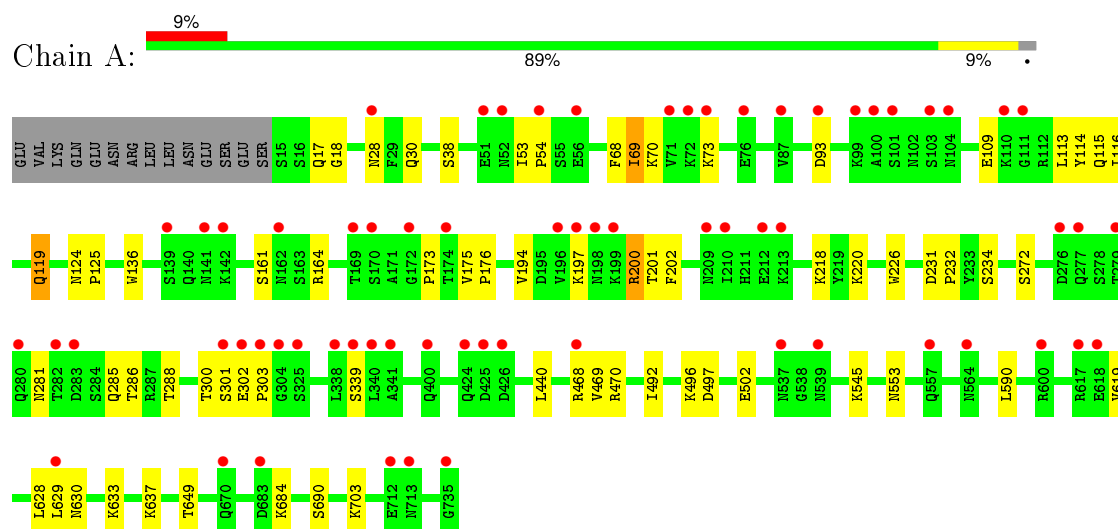 9%
Chain A:
89% 9% •
GLU VAL LYS GLN GLU ASN ARG LEU LEU ASN GLU SER GLU SER S15 S16 Q17 G18 N28 F29 Q30 S38 E51 N52 I53 P54 S55 E56 F68 I69 K70 V71 K72 K73 E76 V87 D93 K99 A100 S101 N102 S103 N104 E109 K110 G111 R112 L113 Y114 Q115 I116
Q119 N124 P125 W136 S139 Q140 N141 K142 S161 N162 S163 R164 T169 S170 A171 G172 P173 T174 V175 P176 V194 D195 V196 K197 N198 K199 R200 T201 F202 N209 I210 H211 E212 K213 K218 Y219 K220 W226 D231 P232 Y233 S234 S272 D276 Q277 S278 T279
Q280 N281 T282 D283 S284 Q285 T286 R287 T288 T300 S301 E302 P303 G304 S325 L338 S339 L340 A341 Q400 Q424 D425 D426 L440 R468 V469 R470 I492 K496 D497 E502 N537 G538 N539 K545 N553 Q557 N564 L590 R600 R617 E618 V619
L628 L629 N630 K633 K637 T649 Q670 D683 K684 S690 K703 E712 N713 G735